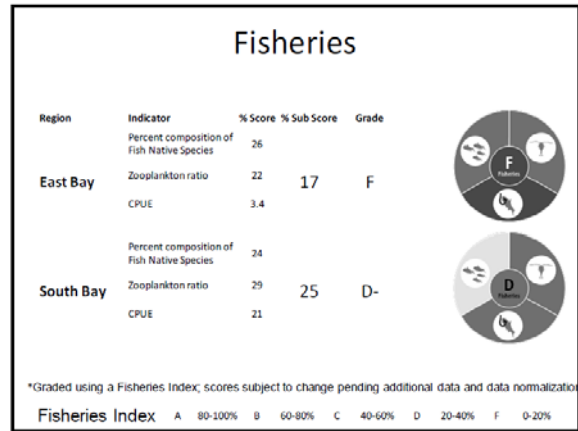 Fisheries
Region Indicator % Score % Sub Score Grade
Percent composition of
Fish Native Species 26
East Bay Zooplankton ratio 22 17 F
CPUE 3.4
F
Fisheries
Percent composition of
Fish Native Species 24
South Bay Zooplankton ratio 29 25 D-
CPUE 21
D
Fisheries
*Graded using a Fisheries Index; scores subject to change pending additional data and data normalization
Fisheries Index A 80-100% B 60-80% C 40-60% D 20-40% F 0-20%